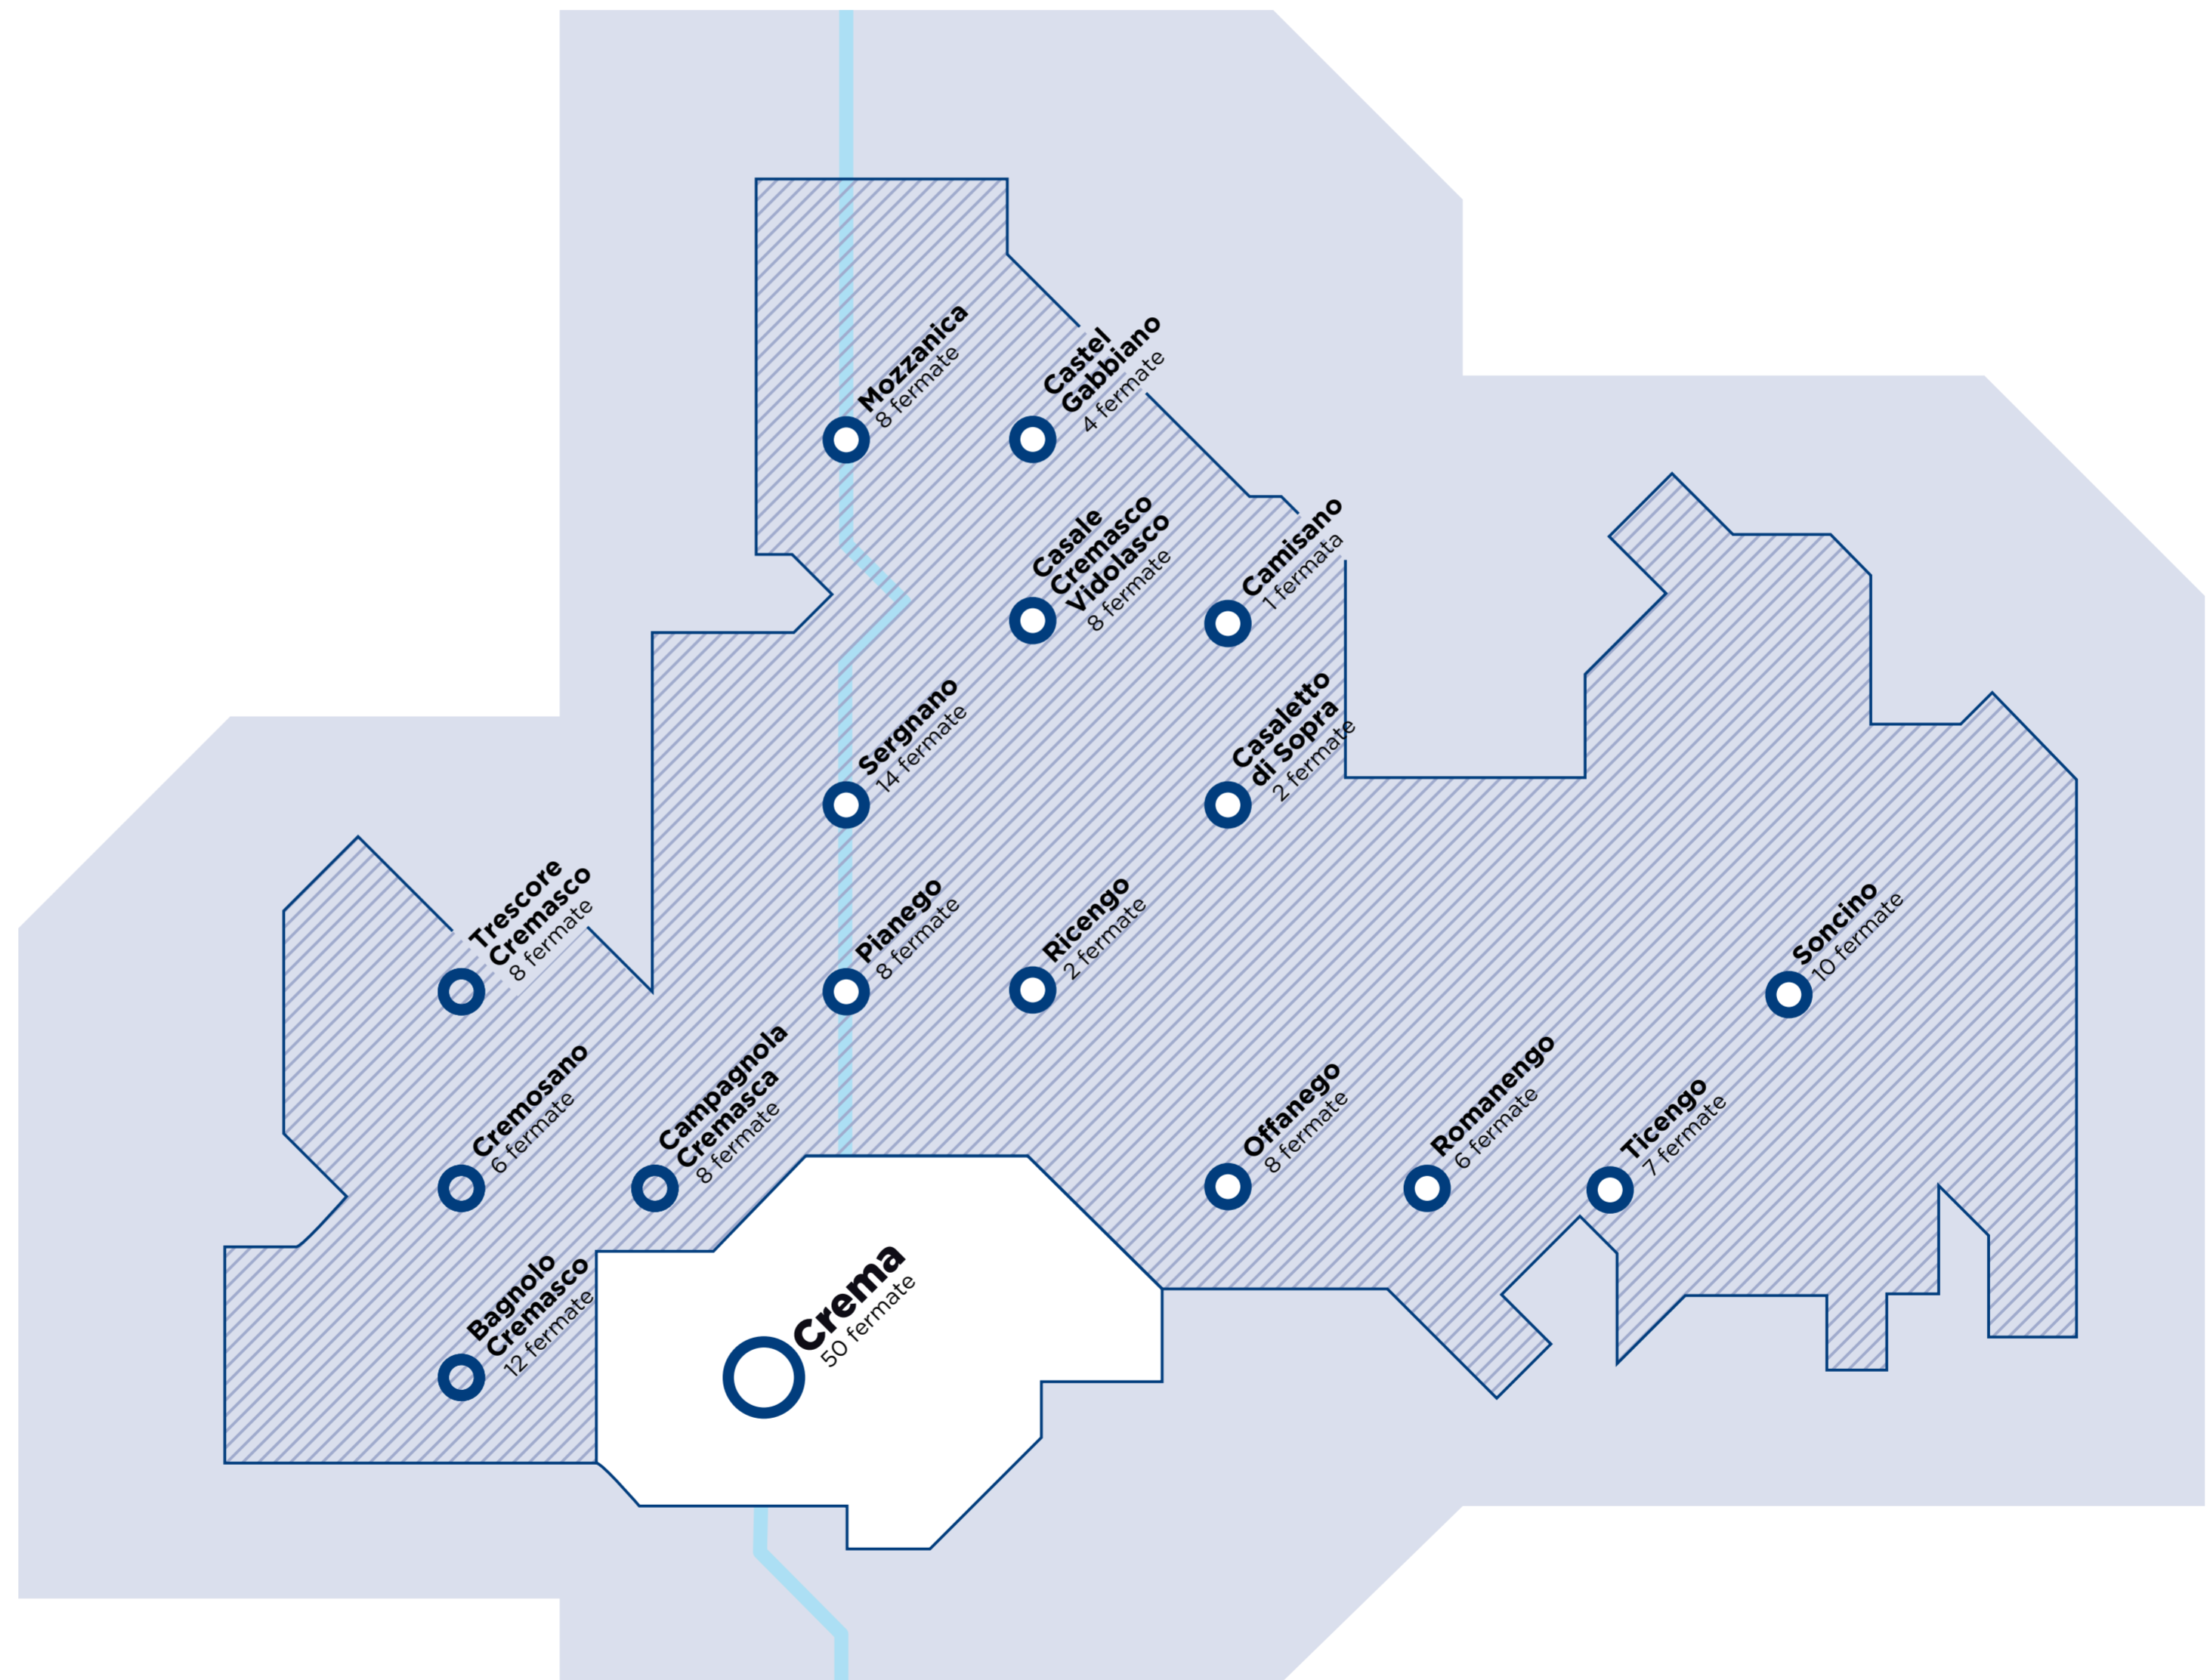 Mozzanica
8 fermate
Castel
Gabbiano
4 fermate
Casale
Cremasco
Vidolasco
8 fermate
Camisano
1 fermata
Sergnano
14 fermate
Casaletto
di Sopra
2 fermate
Trescore
Cremasco
8 fermate
Pianego
8 fermate
Ricengo
2 fermate
Soncino
10 fermate
Cremosano
6 fermate
Campagnola
Cremasca
8 fermate
Offanego
8 fermate
Romanengo
6 fermate
Ticengo
7 fermate
Bagnolo
Cremasco
12 fermate
Crema
50 fermate